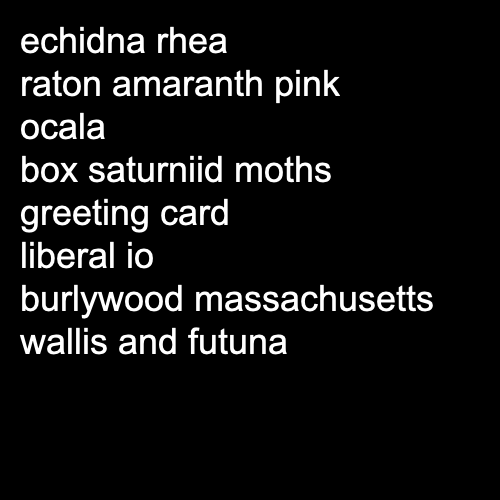 echidna rhea
raton amaranth pink
ocala
box saturniid moths
greeting card
liberal io
burlywood massachusetts
wallis and futuna